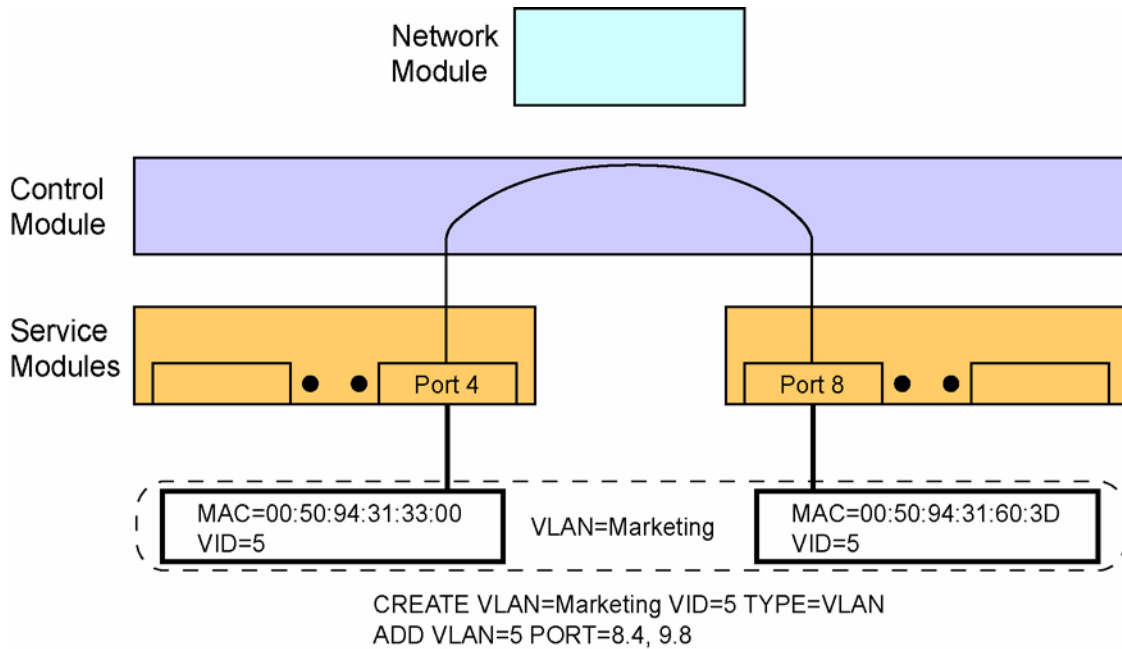 Network
Module
Control
Module
Service
Modules
Port 4
Port 8
MAC=00:50:94:31:33:00
VID=5
VLAN=Marketing
MAC=00:50:94:31:60:3D
VID=5
CREATE VLAN=Marketing VID=5 TYPE=VLAN
ADD VLAN=5 PORT=8.4, 9.8